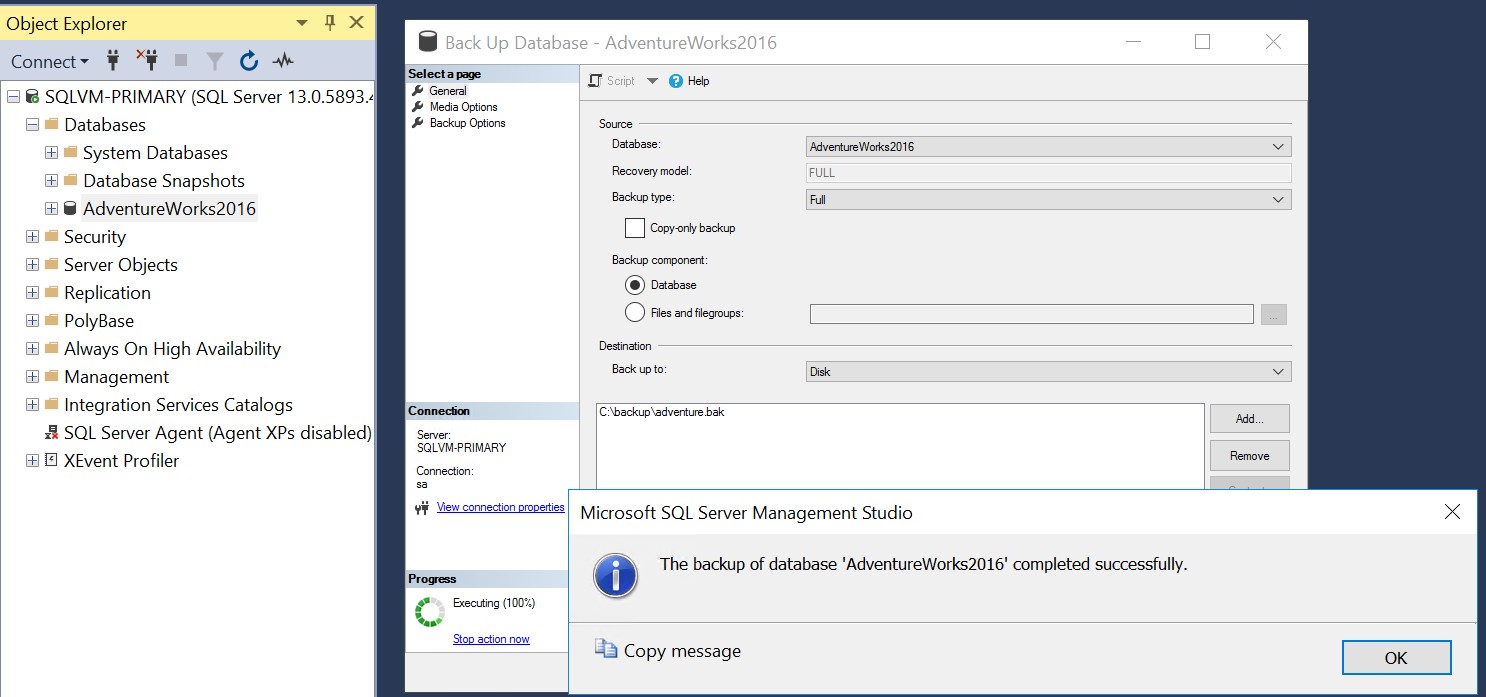 Object Explorer
Connect
SQLVM-PRIMARY (SQL Server 13.0.5893.4
Databases
System Databases
Database Snapshots
AdventureWorks2016
Security
Server Objects
Replication
PolyBase
Always On High Availability
Management
Integration Services Catalogs
SQL Server Agent (Agent XPs disabled)
XEvent Profiler
Back Up Database - AdventureWorks2016
Select a page
General
Media Options
Backup Options
Script
Help
Source
Database:
AdventureWorks2016
Recovery model:
FULL
Backup type:
Full
Copy-only backup
Backup component:
Database
Files and filegroups:
...
Destination
Back up to:
Disk
C:\backup\adventure.bak
Add...
Remove
Connection
Server:
SQLVM-PRIMARY
Connection:
sa
View connection properties
Progress
Executing (100%)
Stop action now
Microsoft SQL Server Management Studio
The backup of database 'AdventureWorks2016' completed successfully.
Copy message
OK